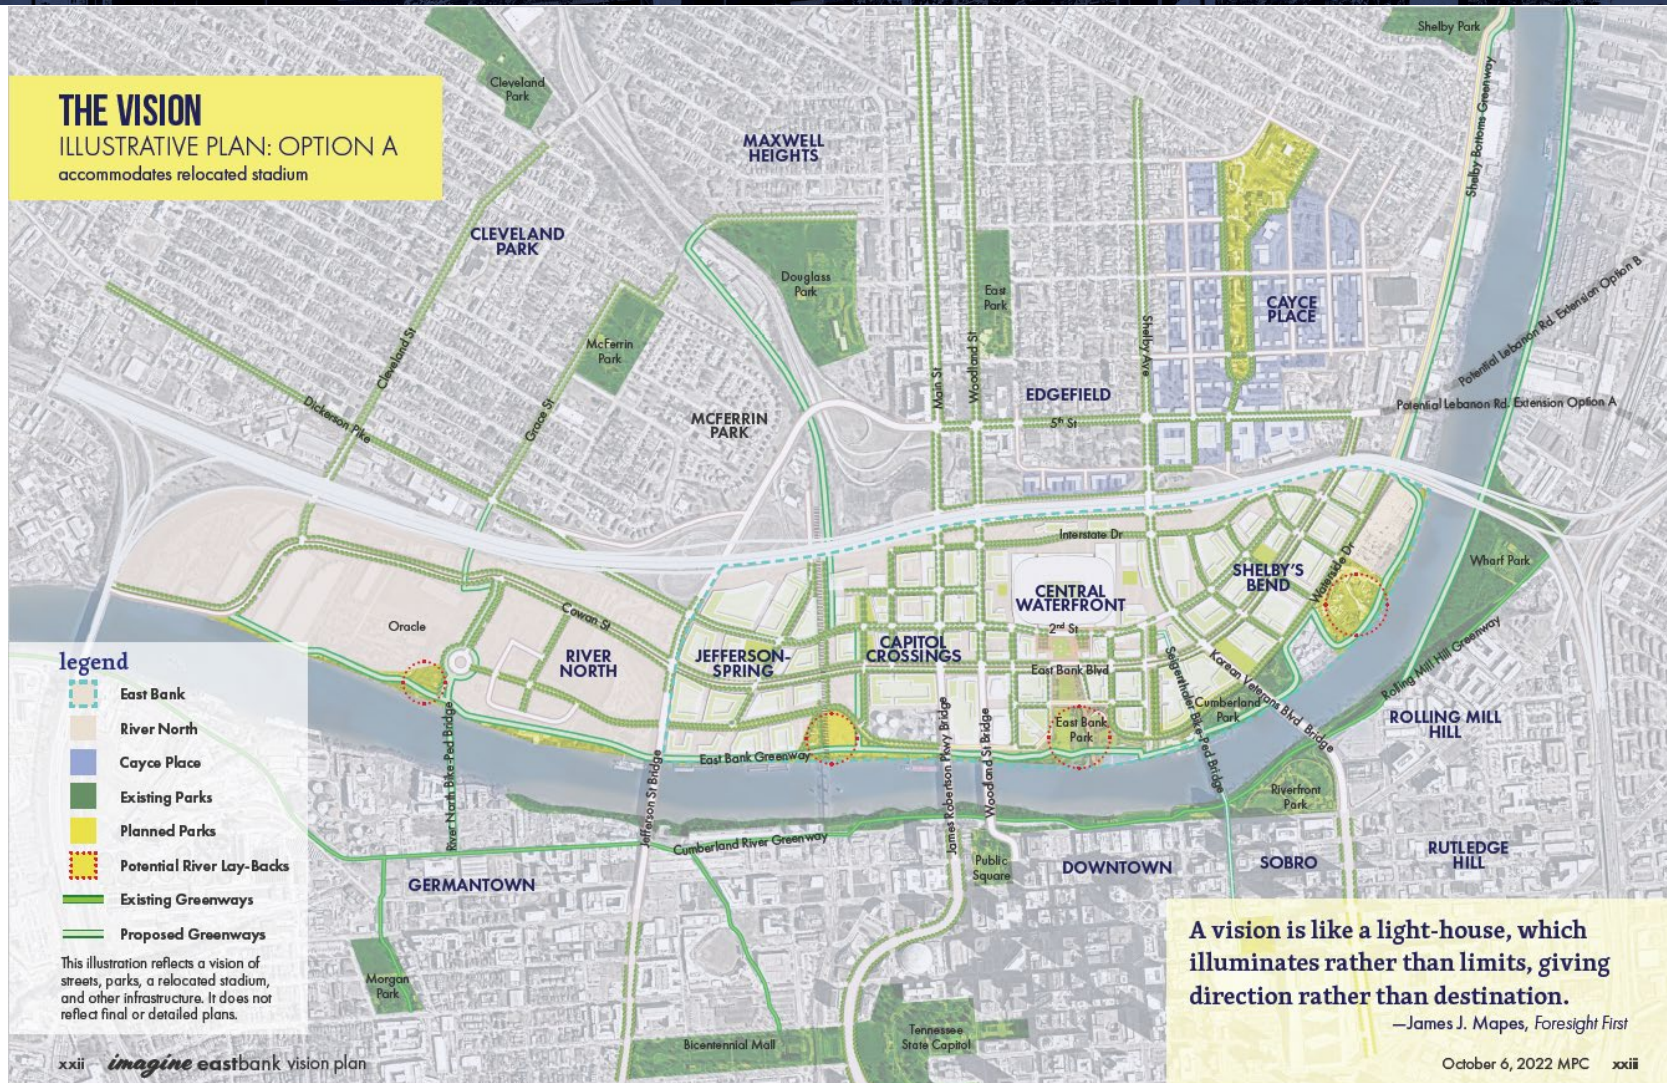 THE VISION
ILLUSTRATIVE PLAN: OPTION A
accommodates relocated stadium
Cleveland
Park
Shelby Park
MAXWELL
HEIGHTS
Shelby Bottoms Greenway
CLEVELAND
PARK
Douglass
Park
East
Park
CAYCE
PLACE
Potential Lebanon Rd. Extension Option B
McFerrin
Park
Cleveland St
Main St
Woodland St
Shelby Ave
Dickerson Pike
Grace St
MCFERRIN
PARK
EDGEFIELD
5th St
Potential Lebanon Rd. Extension Option A
Interstate Dr
Wharf Park
SHELBY'S
BEND
Waterside Dr
CENTRAL
WATERFRONT
2nd St
Oracle
Cowan St
RIVER
NORTH
JEFFERSON-
SPRING
CAPITOL
CROSSINGS
East Bank Blvd
Seigenthaler Bike-Ped Bridge
Korean Veterans Blvd Bridge
Rolling Mill Hill Greenway
Cumberland
Park
East Bank
Park
ROLLING MILL
HILL
River North Bike-Ped Bridge
Jefferson St Bridge
East Bank Greenway
James Robertson Pkwy Bridge
Woodland St Bridge
Riverfront
Park
Cumberland River Greenway
Public
Square
DOWNTOWN
SOBRO
RUTLEDGE
HILL
GERMANTOWN
Morgan
Park
Bicentennial Mall
Tennessee
State Capitol
legend
East Bank
River North
Cayce Place
Existing Parks
Planned Parks
Potential River Lay-Backs
Existing Greenways
Proposed Greenways
This illustration reflects a vision of
streets, parks, a relocated stadium,
and other infrastructure. It does not
reflect final or detailed plans.
A vision is like a light-house, which
illuminates rather than limits, giving
direction rather than destination.
—James J. Mapes, Foresight First
xxii imagine eastbank vision plan
October 6, 2022 MPC xxiii